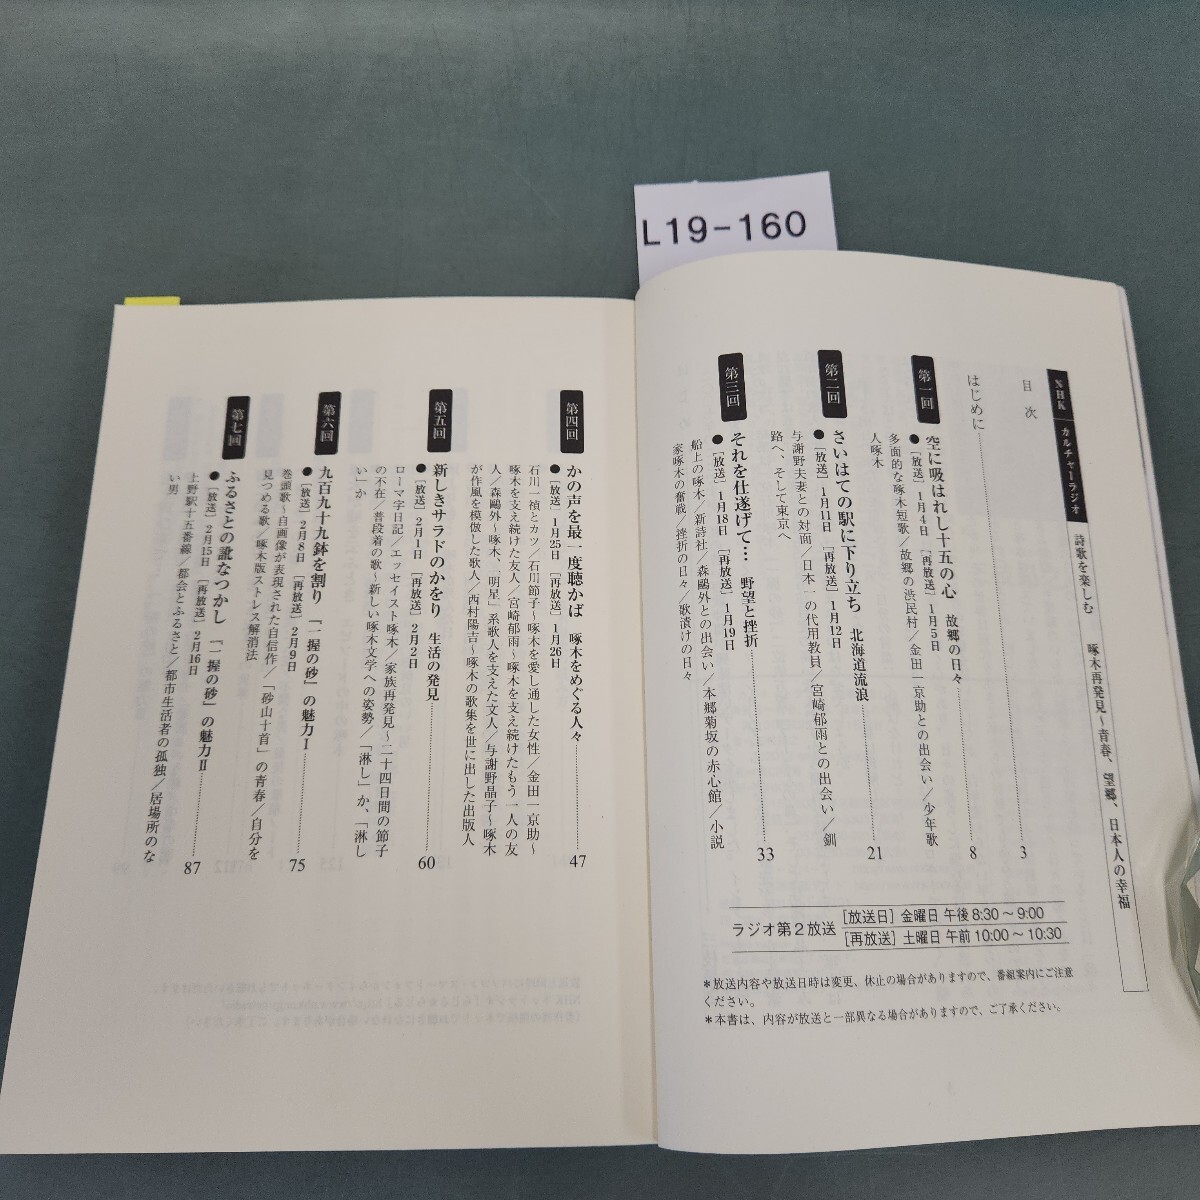 L19-160
NHK カルチャーラジオ
詩歌を楽しむ 啄木再発見~青春、望郷、日本人の幸福
目次 3
はじめに 8
第一回
空に吸はれし十五の心 故郷の日々 8
●[放送]1月4日 [再放送]1月5日
多面的な啄木短歌/故郷の渋民村/金田一京助との出会い/少年歌
人啄木
第二回
さいはての駅に下り立ち 北海道流浪 21
●[放送]1月11日 [再放送]1月12日
与謝野夫妻との対面/日本一の代用教員/宮崎郁雨との出会い/釧
路へ、そして東京へ
第三回
それを仕遂げて… 野望と挫折 33
●[放送]1月18日 [再放送]1月19日
船上の啄木/新詩社/森鷗外との出会い/本郷菊坂の赤心館/小説
家啄木の奮戦/挫折の日々/歌漬けの日々
ラジオ第2放送
[放送日]金曜日 午後8:30~9:00
[再放送]土曜日 午前10:00~10:30
*放送内容や放送日時は変更、休止の場合がありますので、番組案内にご注意
ください。
*本書は、内容が放送と一部異なる場合がありますので、ご了承ください。
第四回
かの声を最一度聴かば 啄木をめぐる人々 47
●[放送]1月25日 [再放送]1月26日
石川一禎とカツ/石川節子~啄木を愛し通した女性/金田一京助~
啄木を支え続けた友人/宮崎郁雨~啄木を支え続けたもう一人の友
人/森鷗外~啄木、「明星」系歌人を支えた文人/与謝野晶子~啄木
が作風を模倣した歌人/西村陽吉~啄木の歌集を世に出した出版人
第五回
新しきサラドのかをり 生活の発見 60
●[放送]2月1日 [再放送]2月2日
ローマ字日記/エッセイスト啄木/家族再発見~二十四日間の節子
の不在/普段着の歌~新しい啄木文学への姿勢/「淋し」か、「淋し
い」か
第六回
九百九十九鉢を割り 『一握の砂』の魅力Ⅰ 75
●[放送]2月8日 [再放送]2月9日
巻頭歌~自画像が表現された自信作/「砂山十首」の青春/自分を
見つめる歌/啄木版ストレス解消法
第七回
ふるさとの訛なつかし 『一握の砂』の魅力Ⅱ 87
●[放送]2月15日 [再放送]2月16日
上野駅十五番線/都会とふるさと/都市生活者の孤独/居場所のな
い男